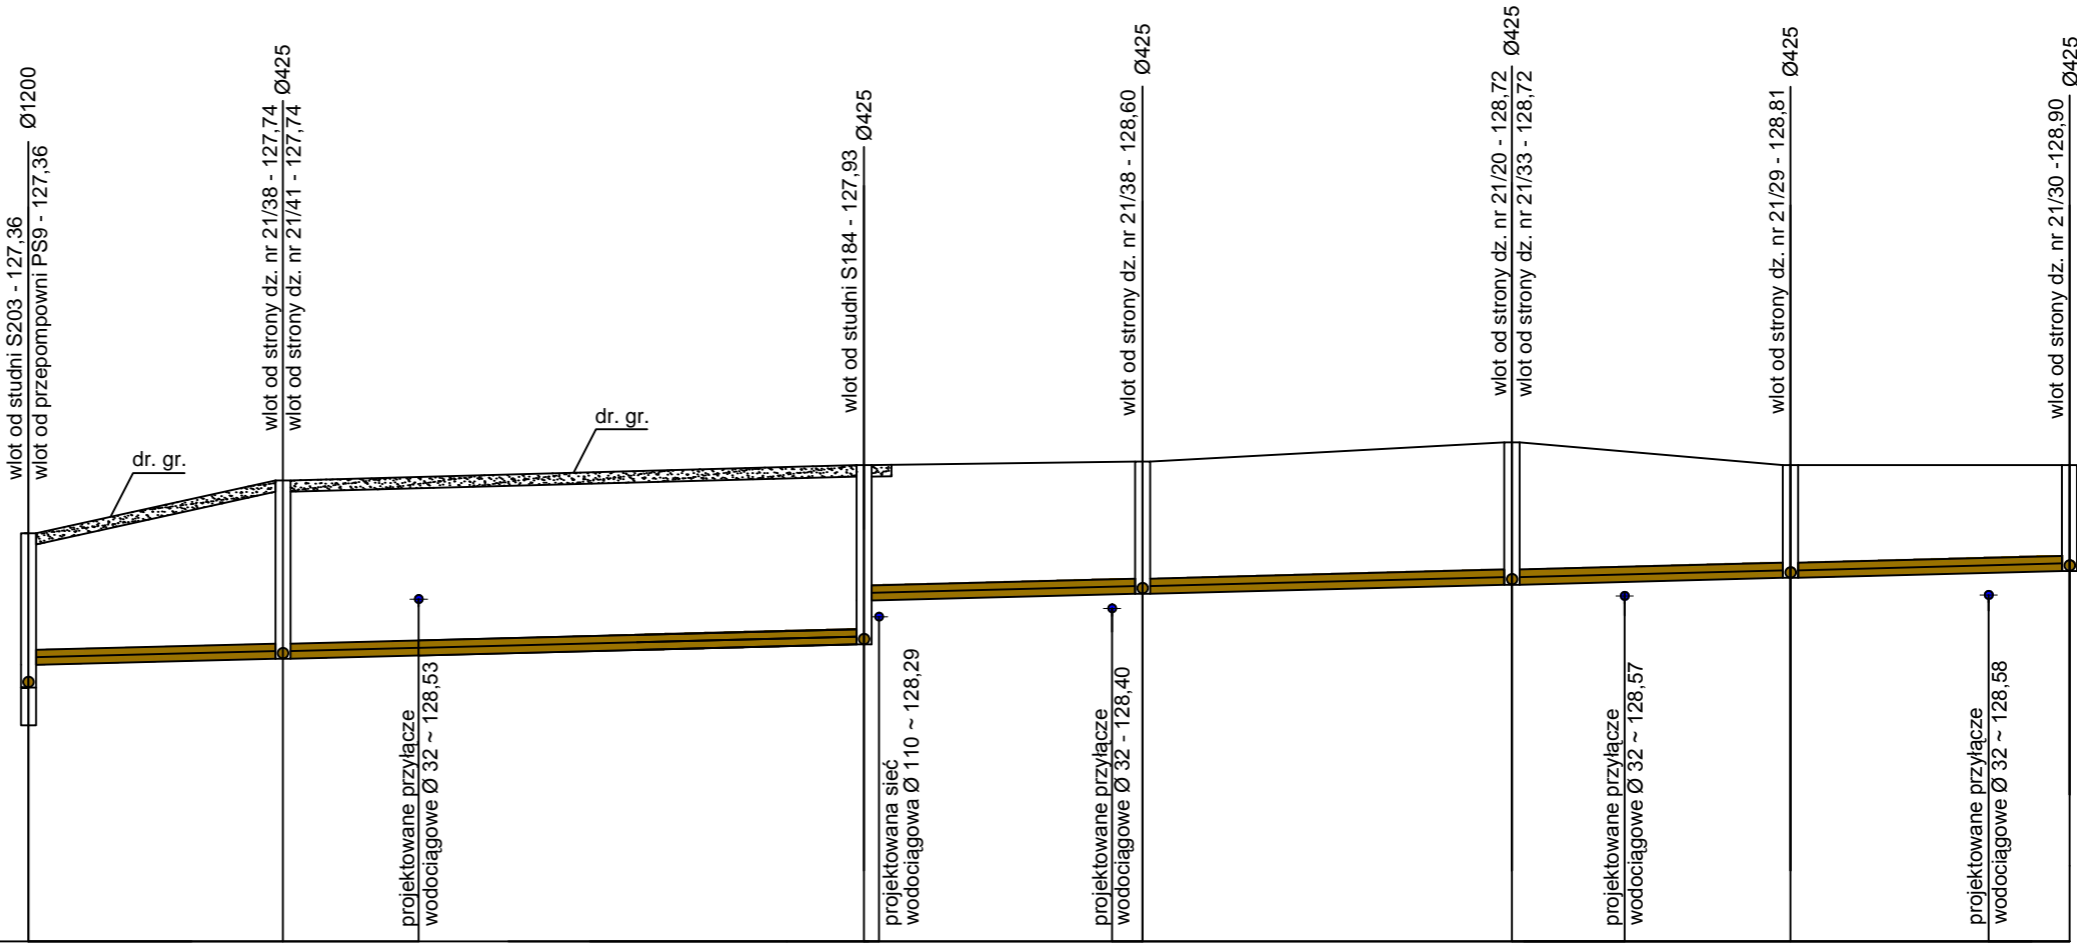 wlot od studni S203 - 127,36
wlot od przepompowni PS9 - 127,36
Ø1200
dr. gr.
wlot od strony dz. nr 21/38 - 127,74
wlot od strony dz. nr 21/41 - 127,74
Ø425
projektowane przyłącze
wodociągowe Ø 32 ~ 128,53
dr. gr.
wlot od studni S184 - 127,93
Ø425
projektowana sieć
wodociągowa Ø 110 ~ 128,29
projektowane przyłącze
wodociągowe Ø 32 - 128,40
wlot od strony dz. nr 21/38 - 128,60
Ø425
wlot od strony dz. nr 21/20 - 128,72
wlot od strony dz. nr 21/33 - 128,72
Ø425
projektowane przyłącze
wodociągowe Ø 32 ~ 128,57
wlot od strony dz. nr 21/29 - 128,81
Ø425
projektowane przyłącze
wodociągowe Ø 32 ~ 128,58
wlot od strony dz. nr 21/30 -128,90
Ø425